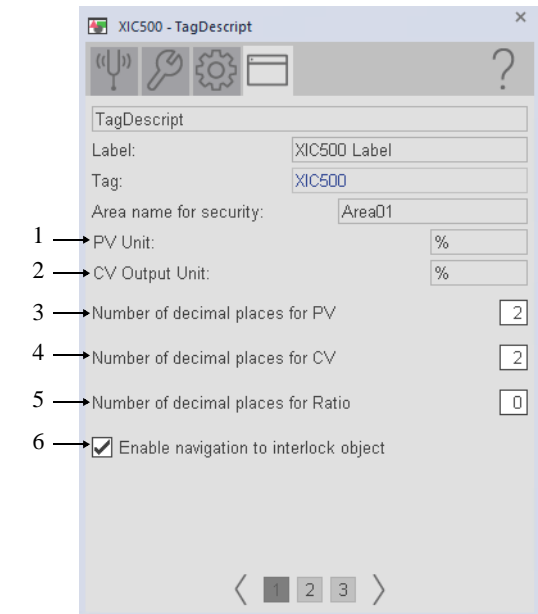 XIC500 - TagDescript
TagDescript
Label: XIC500 Label
Tag: XIC500
Area name for security: Area01
1 PV Unit: %
2 CV Output Unit: %
3 Number of decimal places for PV 2
4 Number of decimal places for CV 2
5 Number of decimal places for Ratio 0
6 Enable navigation to interlock object
1 2 3